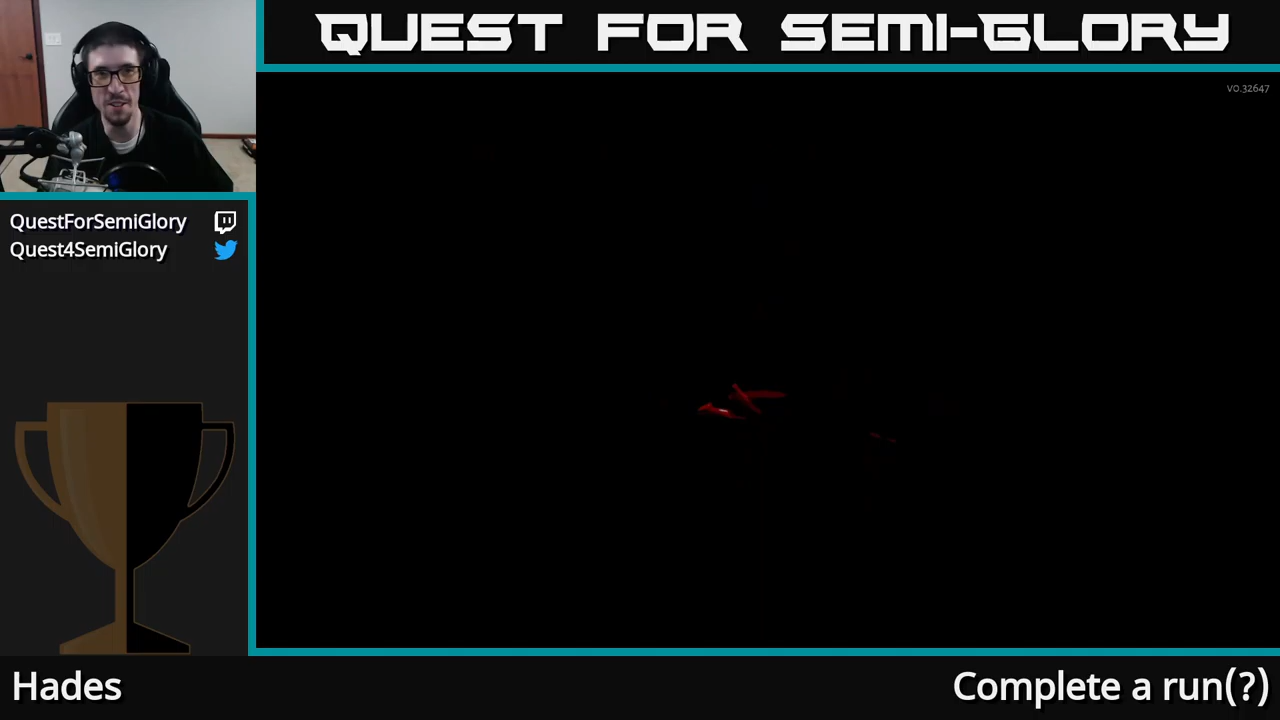 QUEST FOR SEMI-GLORY
V0.32647
QuestForSemiGlory
Quest4SemiGlory
Hades
Complete a run(?)